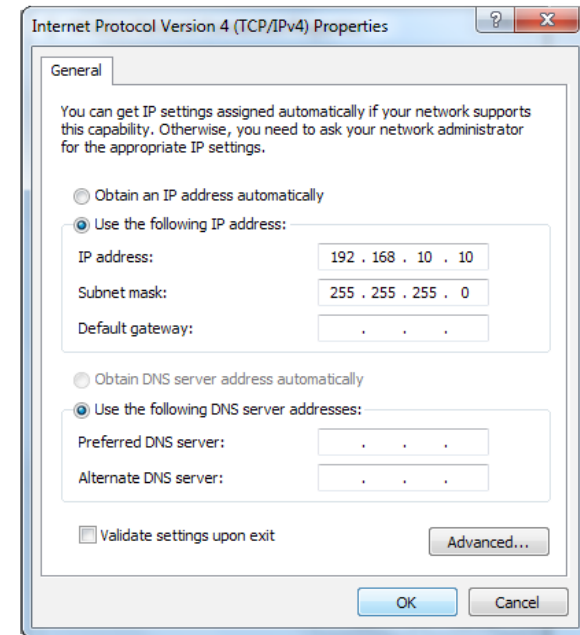 Internet Protocol Version 4 (TCP/IPv4) Properties
General
You can get IP settings assigned automatically if your network supports
this capability. Otherwise, you need to ask your network administrator
for the appropriate IP settings.
Obtain an IP address automatically
Use the following IP address:
IP address: 192 . 168 . 10 . 10
Subnet mask: 255 . 255 . 255 . 0
Default gateway: . . .
Obtain DNS server address automatically
Use the following DNS server addresses:
Preferred DNS server: . . .
Alternate DNS server: . . .
Validate settings upon exit
Advanced...
OK Cancel